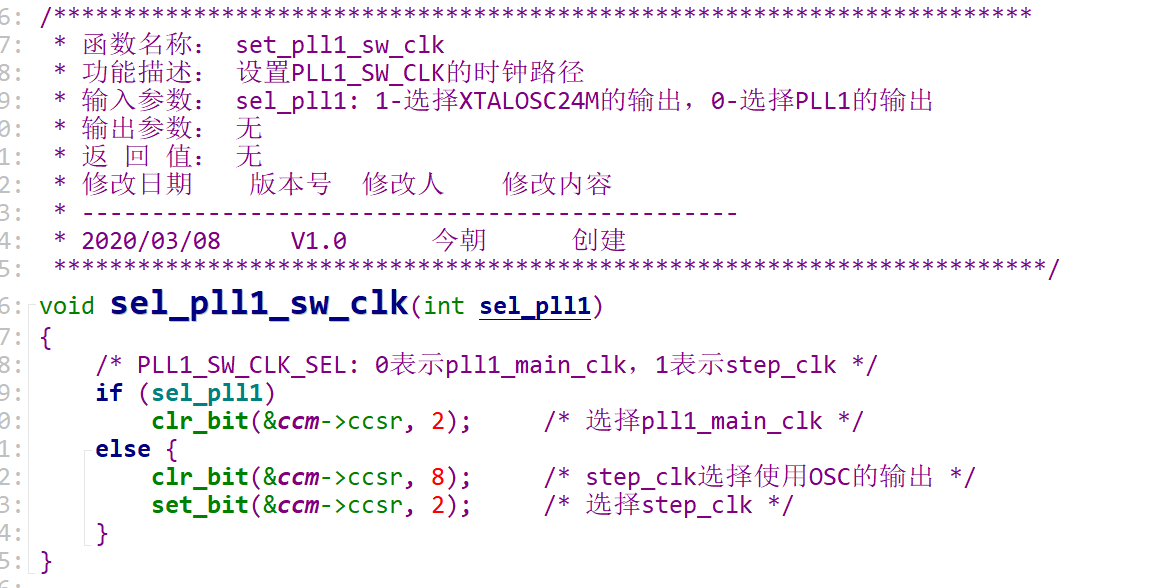 6: /***********************************************************************
7:  * 函数名称： set_pll1_sw_clk
8:  * 功能描述： 设置PLL1_SW_CLK的时钟路径
9:  * 输入参数： sel_pll1: 1-选择XTALOSC24M的输出，0-选择PLL1的输出
0:  * 输出参数： 无
1:  * 返 回 值： 无
2:  * 修改日期    版本号  修改人    修改内容
3:  * -----------------------------------------------
4:  * 2020/03/08     V1.0      今朝      创建
5:  ***********************************************************************/
6: void sel_pll1_sw_clk(int sel_pll1)
7: {
8:     /* PLL1_SW_CLK_SEL: 0表示pll1_main_clk，1表示step_clk */
9:     if (sel_pll1)
0:         clr_bit(&ccm->ccsr, 2);     /* 选择pll1_main_clk */
1:     else {
2:         clr_bit(&ccm->ccsr, 8);     /* step_clk选择使用OSC的输出 */
3:         set_bit(&ccm->ccsr, 2);     /* 选择step_clk */
4:     }
5: }